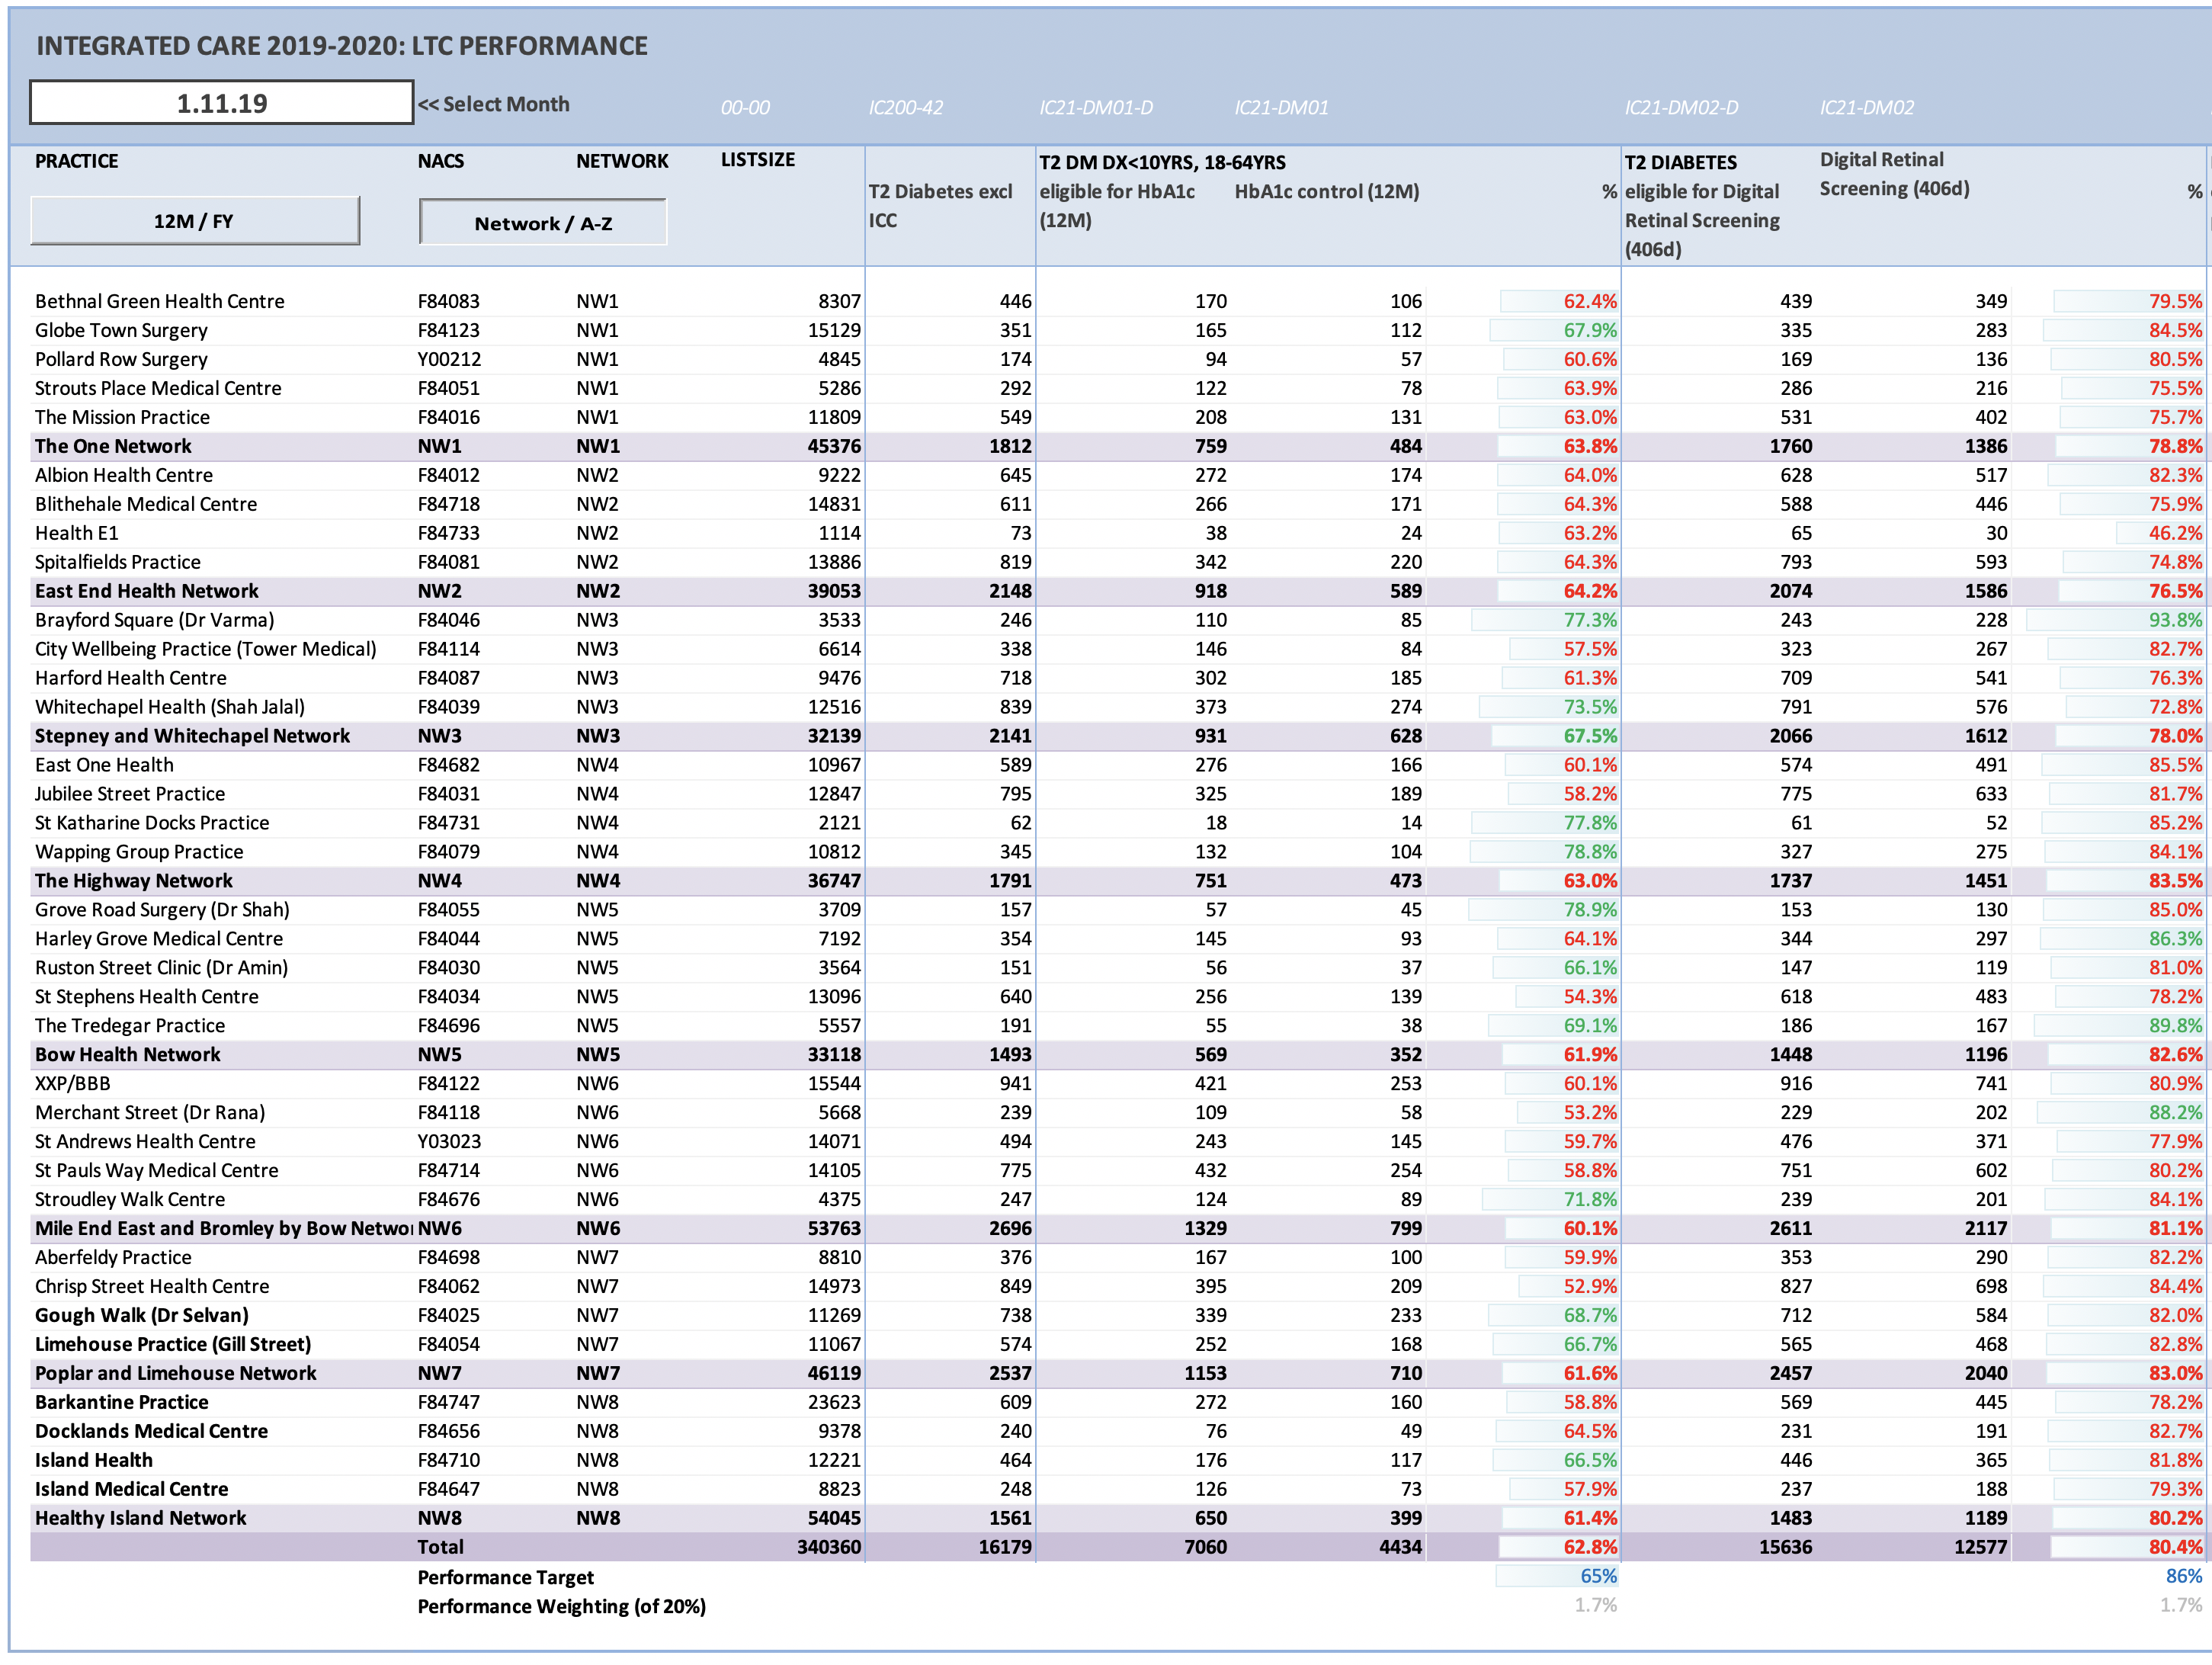 INTEGRATED CARE 2019-2020: LTC PERFORMANCE
1.11.19 << Select Month 00-00 IC200-42 IC21-DM01-D IC21-DM01 IC21-DM02-D IC21-DM02
PRACTICE NACS NETWORK LISTSIZE T2 DM DX<10YRS, 18-64YRS T2 DIABETES Digital Retinal
T2 Diabetes excl eligible for HbA1c HbA1c control (12M) % eligible for Digital Screening (406d) %
12M / FY Network / A-Z ICC (12M) Retinal Screening
(406d)
Bethnal Green Health Centre F84083 NW1 8307 446 170 106 62.4% 439 349 79.5%
Globe Town Surgery F84123 NW1 15129 351 165 112 67.9% 335 283 84.5%
Pollard Row Surgery Y00212 NW1 4845 174 94 57 60.6% 169 136 80.5%
Strouts Place Medical Centre F84051 NW1 5286 292 122 78 63.9% 286 216 75.5%
The Mission Practice F84016 NW1 11809 549 208 131 63.0% 531 402 75.7%
The One Network NW1 NW1 45376 1812 759 484 63.8% 1760 1386 78.8%
Albion Health Centre F84012 NW2 9222 645 272 174 64.0% 628 517 82.3%
Blithehale Medical Centre F84718 NW2 14831 611 266 171 64.3% 588 446 75.9%
Health E1 F84733 NW2 1114 73 38 24 63.2% 65 30 46.2%
Spitalfields Practice F84081 NW2 13886 819 342 220 64.3% 793 593 74.8%
East End Health Network NW2 NW2 39053 2148 918 589 64.2% 2074 1586 76.5%
Brayford Square (Dr Varma) F84046 NW3 3533 246 110 85 77.3% 243 228 93.8%
City Wellbeing Practice (Tower Medical) F84114 NW3 6614 338 146 84 57.5% 323 267 82.7%
Harford Health Centre F84087 NW3 9476 718 302 185 61.3% 709 541 76.3%
Whitechapel Health (Shah Jalal) F84039 NW3 12516 839 373 274 73.5% 791 576 72.8%
Stepney and Whitechapel Network NW3 NW3 32139 2141 931 628 67.5% 2066 1612 78.0%
East One Health F84682 NW4 10967 589 276 166 60.1% 574 491 85.5%
Jubilee Street Practice F84031 NW4 12847 795 325 189 58.2% 775 633 81.7%
St Katharine Docks Practice F84731 NW4 2121 62 18 14 77.8% 61 52 85.2%
Wapping Group Practice F84079 NW4 10812 345 132 104 78.8% 327 275 84.1%
The Highway Network NW4 NW4 36747 1791 751 473 63.0% 1737 1451 83.5%
Grove Road Surgery (Dr Shah) F84055 NW5 3709 157 57 45 78.9% 153 130 85.0%
Harley Grove Medical Centre F84044 NW5 7192 354 145 93 64.1% 344 297 86.3%
Ruston Street Clinic (Dr Amin) F84030 NW5 3564 151 56 37 66.1% 147 119 81.0%
St Stephens Health Centre F84034 NW5 13096 640 256 139 54.3% 618 483 78.2%
The Tredegar Practice F84696 NW5 5557 191 55 38 69.1% 186 167 89.8%
Bow Health Network NW5 NW5 33118 1493 569 352 61.9% 1448 1196 82.6%
XXP/BBB F84122 NW6 15544 941 421 253 60.1% 916 741 80.9%
Merchant Street (Dr Rana) F84118 NW6 5668 239 109 58 53.2% 229 202 88.2%
St Andrews Health Centre Y03023 NW6 14071 494 243 145 59.7% 476 371 77.9%
St Pauls Way Medical Centre F84714 NW6 14105 775 432 254 58.8% 751 602 80.2%
Stroudley Walk Centre F84676 NW6 4375 247 124 89 71.8% 239 201 84.1%
Mile End East and Bromley by Bow Networ NW6 NW6 53763 2696 1329 799 60.1% 2611 2117 81.1%
Aberfeldy Practice F84698 NW7 8810 376 167 100 59.9% 353 290 82.2%
Chrisp Street Health Centre F84062 NW7 14973 849 395 209 52.9% 827 698 84.4%
Gough Walk (Dr Selvan) F84025 NW7 11269 738 339 233 68.7% 712 584 82.0%
Limehouse Practice (Gill Street) F84054 NW7 11067 574 252 168 66.7% 565 468 82.8%
Poplar and Limehouse Network NW7 NW7 46119 2537 1153 710 61.6% 2457 2040 83.0%
Barkantine Practice F84747 NW8 23623 609 272 160 58.8% 569 445 78.2%
Docklands Medical Centre F84656 NW8 9378 240 76 49 64.5% 231 191 82.7%
Island Health F84710 NW8 12221 464 176 117 66.5% 446 365 81.8%
Island Medical Centre F84647 NW8 8823 248 126 73 57.9% 237 188 79.3%
Healthy Island Network NW8 NW8 54045 1561 650 399 61.4% 1483 1189 80.2%
Total 340360 16179 7060 4434 62.8% 15636 12577 80.4%
Performance Target 65% 86%
Performance Weighting (of 20%) 1.7% 1.7%